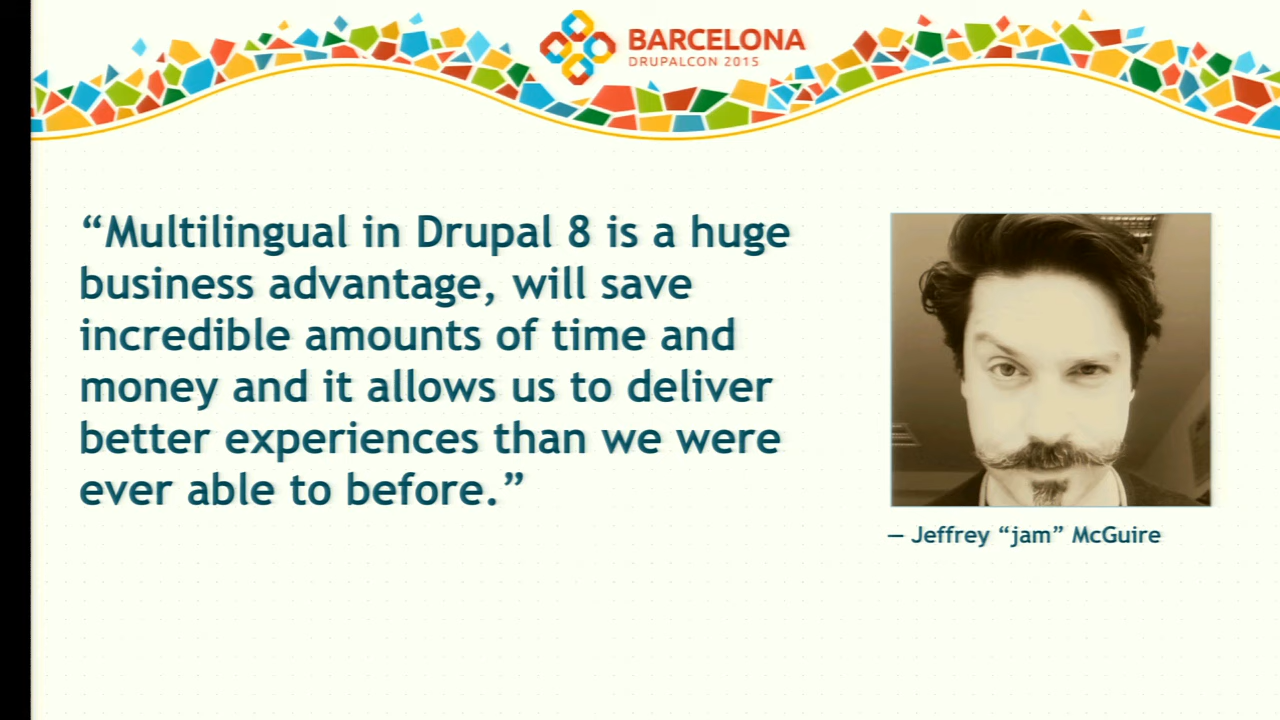 BARCELONA
DRUPALCON 2015
“Multilingual in Drupal 8 is a huge
business advantage, will save
incredible amounts of time and
money and it allows us to deliver
better experiences than we were
ever able to before.”
— Jeffrey “jam” McGuire